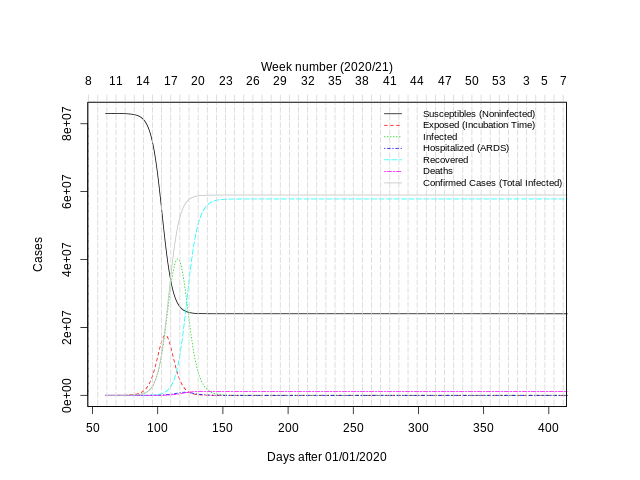 Week number (2020/21)
8 11 14 17 20 23 26 29 32 35 38 41 44 47 50 53 3 5 7
Susceptibles (Noninfected)
Exposed (Incubation Time)
Infected
Hospitalized (ARDS)
Recovered
Deaths
Confirmed Cases (Total Infected)
8e+07
6e+07
4e+07
2e+07
0e+00
Cases
50 100 150 200 250 300 350 400
Days after 01/01/2020